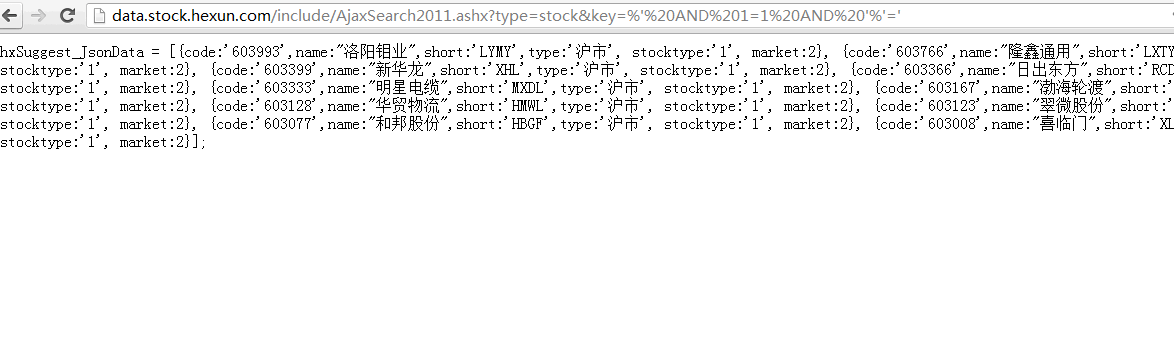 data.stock.hexun.com/include/AjaxSearch2011.ashx?type=stock&key=%'%20AND%201=1%20AND%20'%'='
hxSuggest_JsonData = [{code:'603993',name:"洛阳钼业",short:'LYMY',type:'沪市', stocktype:'1', market:2}, {code:'603766',name:"隆鑫通用",short:'LXTY
stocktype:'1', market:2}, {code:'603399',name:"新华龙",short:'XHL',type:'沪市', stocktype:'1', market:2}, {code:'603366',name:"日出东方",short:'RCD
stocktype:'1', market:2}, {code:'603333',name:"明星电缆",short:'MXDL',type:'沪市', stocktype:'1', market:2}, {code:'603167',name:"渤海轮渡",short:'
stocktype:'1', market:2}, {code:'603128',name:"华贸物流",short:'HMWL',type:'沪市', stocktype:'1', market:2}, {code:'603123',name:"翠微股份",short:'
stocktype:'1', market:2}, {code:'603077',name:"和邦股份",short:'HBGF',type:'沪市', stocktype:'1', market:2}, {code:'603008',name:"喜临门",short:'XL
stocktype:'1', market:2}];